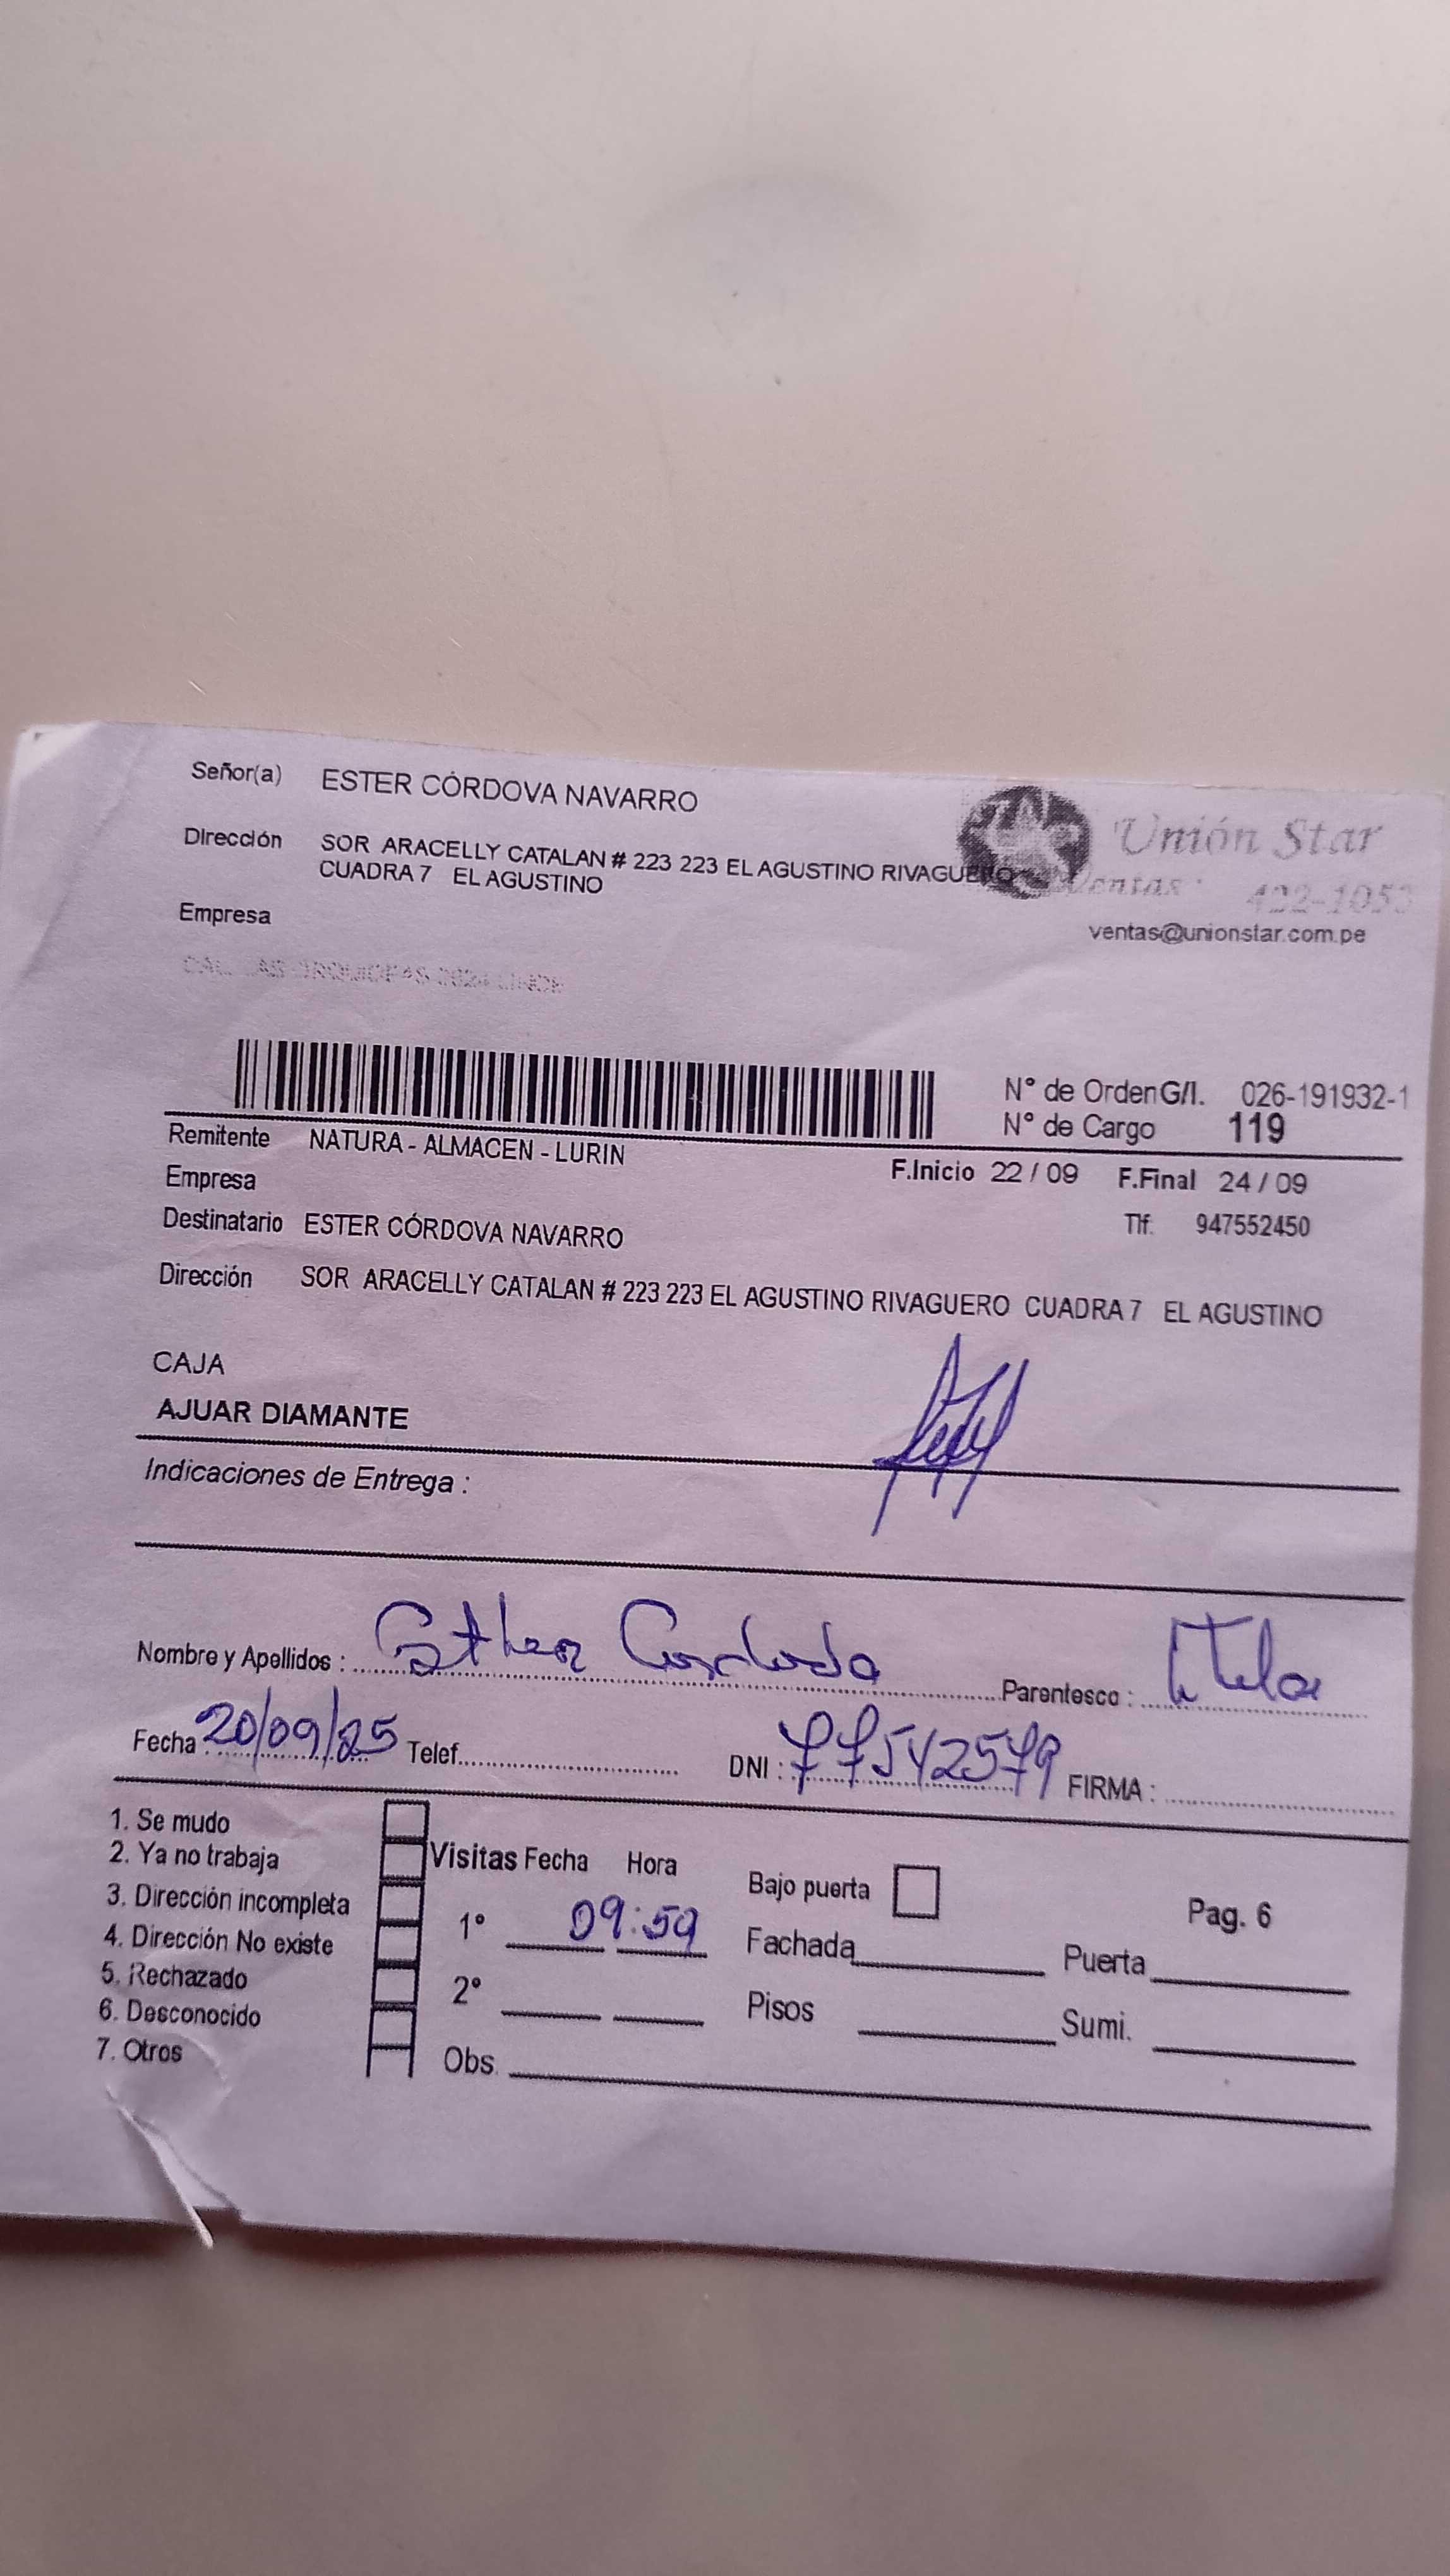 Señor(a) ESTER CÓRDOVA NAVARRO
Dirección SOR ARACELLY CATALAN # 223 223 EL AGUSTINO RIVAGUERO
CUADRA 7 EL AGUSTINO
Unión Star
Ventas: 422-1053
Empresa
ventas@unionstar.com.pe
N° de Orden G/I. 026-191932-1
N° de Cargo 119
Remitente NATURA - ALMACEN - LURIN
F.Inicio 22 / 09 F.Final 24 / 09
Empresa
Destinatario ESTER CÓRDOVA NAVARRO
Tlf: 947552450
Dirección SOR ARACELLY CATALAN # 223 223 EL AGUSTINO RIVAGUERO CUADRA 7 EL AGUSTINO
CAJA
AJUAR DIAMANTE
Indicaciones de Entrega :
Nombre y Apellidos : Esther Cordova Parentesco :
Fecha : 20/09/25 Telef. DNI : 77542579 FIRMA :
1. Se mudo
2. Ya no trabaja
3. Dirección incompleta
4. Dirección No existe
5. Rechazado
6. Desconocido
7. Otros
Visitas Fecha Hora
1° 09:59
2°
Obs.
Bajo puerta
Fachada Puerta
Pisos Sumi.
Pag. 6